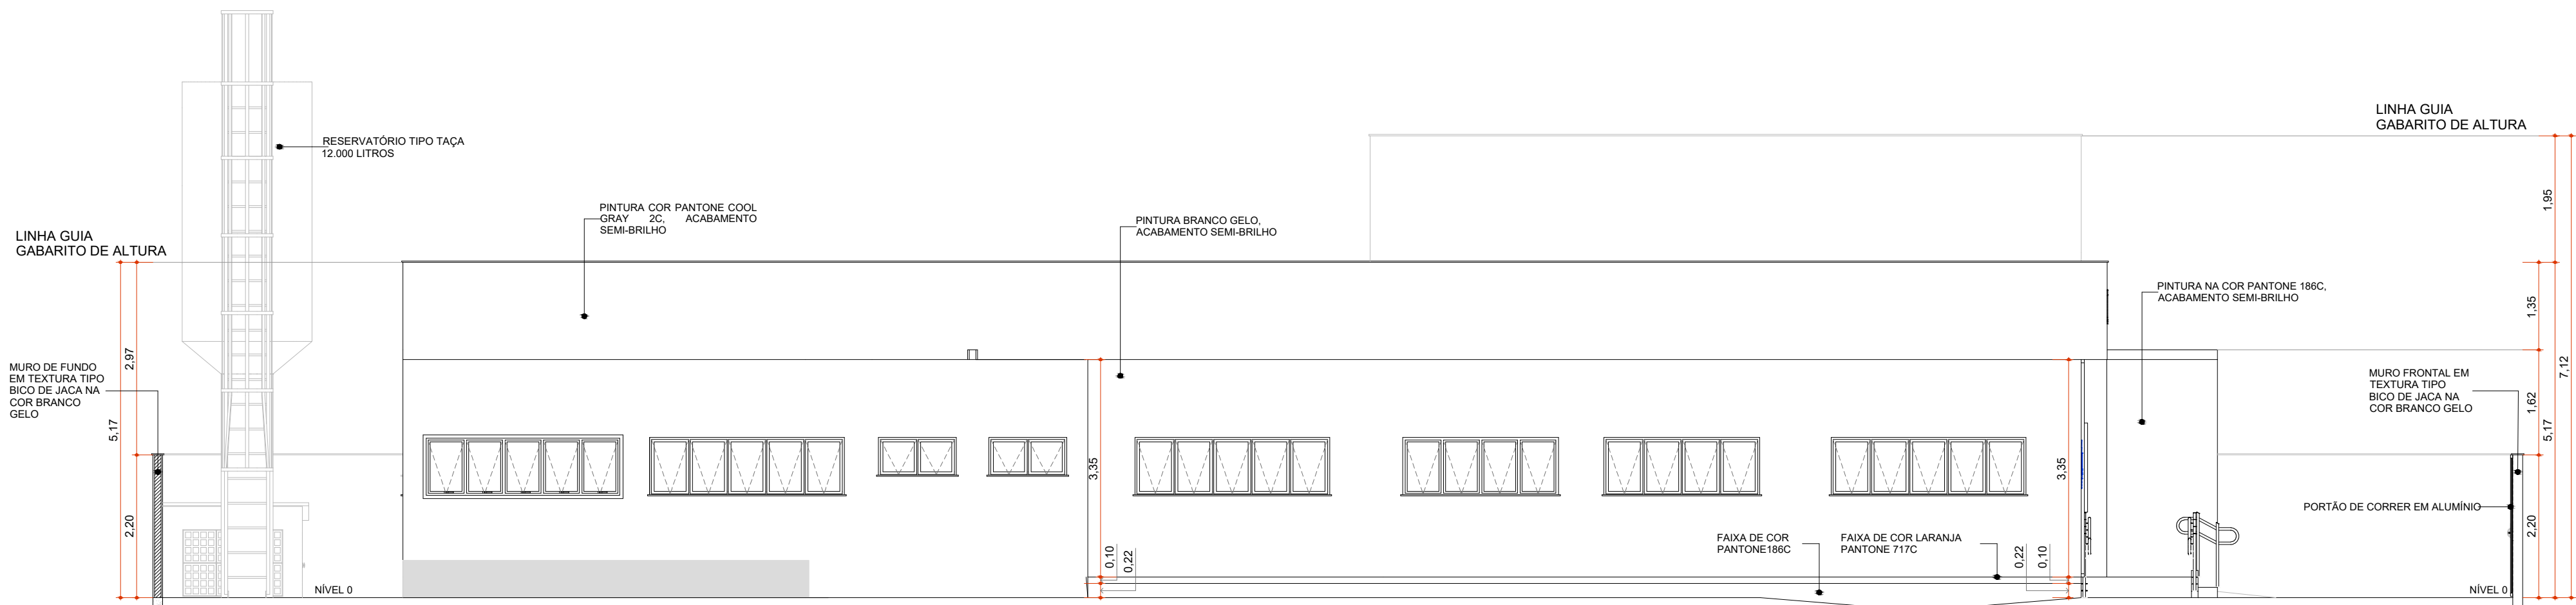 RESERVATÓRIO TIPO TAÇA
12.000 LITROS
LINHA GUIA
GABARITO DE ALTURA
PINTURA COR PANTONE COOL
GRAY 2C, ACABAMENTO
SEMI-BRILHO
PINTURA BRANCO GELO,
ACABAMENTO SEMI-BRILHO
LINHA GUIA
GABARITO DE ALTURA
PINTURA NA COR PANTONE 186C,
ACABAMENTO SEMI-BRILHO
MURO DE FUNDO
EM TEXTURA TIPO
BICO DE JACA NA
COR BRANCO
GELO
MURO FRONTAL EM
TEXTURA TIPO
BICO DE JACA NA
COR BRANCO GELO
PORTÃO DE CORRER EM ALUMÍNIO
FAIXA DE COR
PANTONE186C
FAIXA DE COR LARANJA
PANTONE 717C
NÍVEL 0
NÍVEL 0
5,17
2,97
2,20
3,35
0,10
0,22
3,35
0,22
0,10
1,95
1,35
1,62
5,17
7,12
2,20